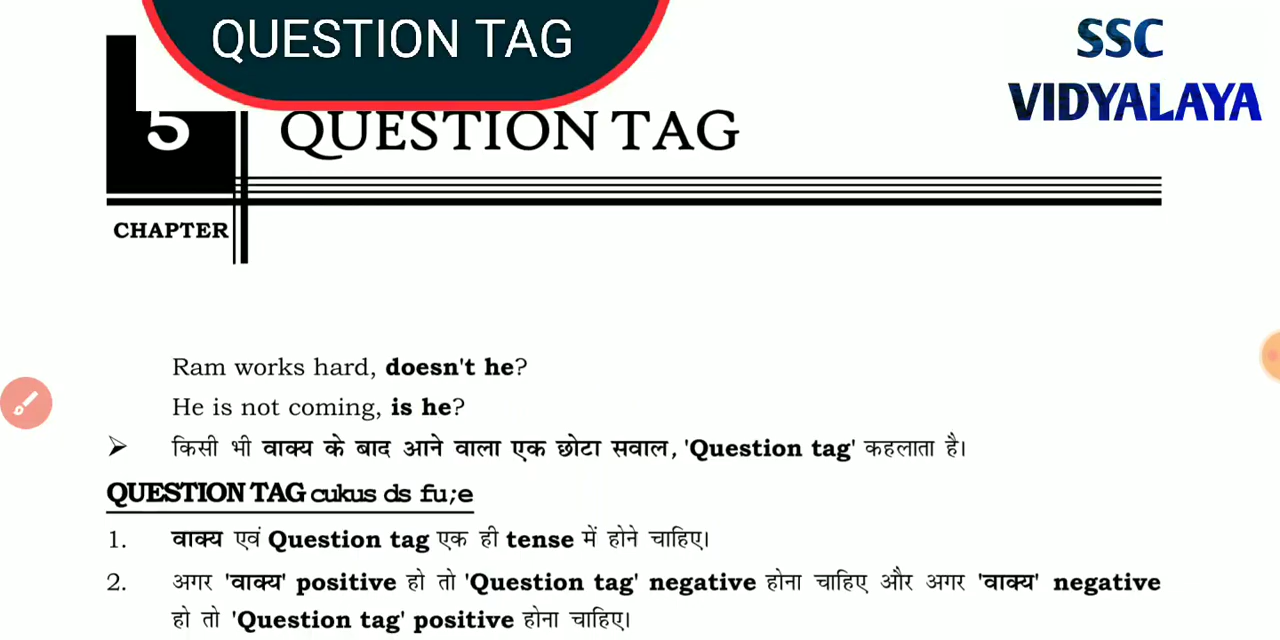 QUESTION TAG
SSC
VIDYALAYA
5
QUESTION TAG
CHAPTER
Ram works hard, doesn't he?
He is not coming, is he?
➢ किसी भी वाक्य के बाद आने वाला एक छोटा सवाल, 'Question tag' कहलाता है।
QUESTION TAG cukus ds fu;e
1. वाक्य एवं Question tag एक ही tense में होने चाहिए।
2. अगर 'वाक्य' positive हो तो 'Question tag' negative होना चाहिए और अगर 'वाक्य' negative
हो तो 'Question tag' positive होना चाहिए।